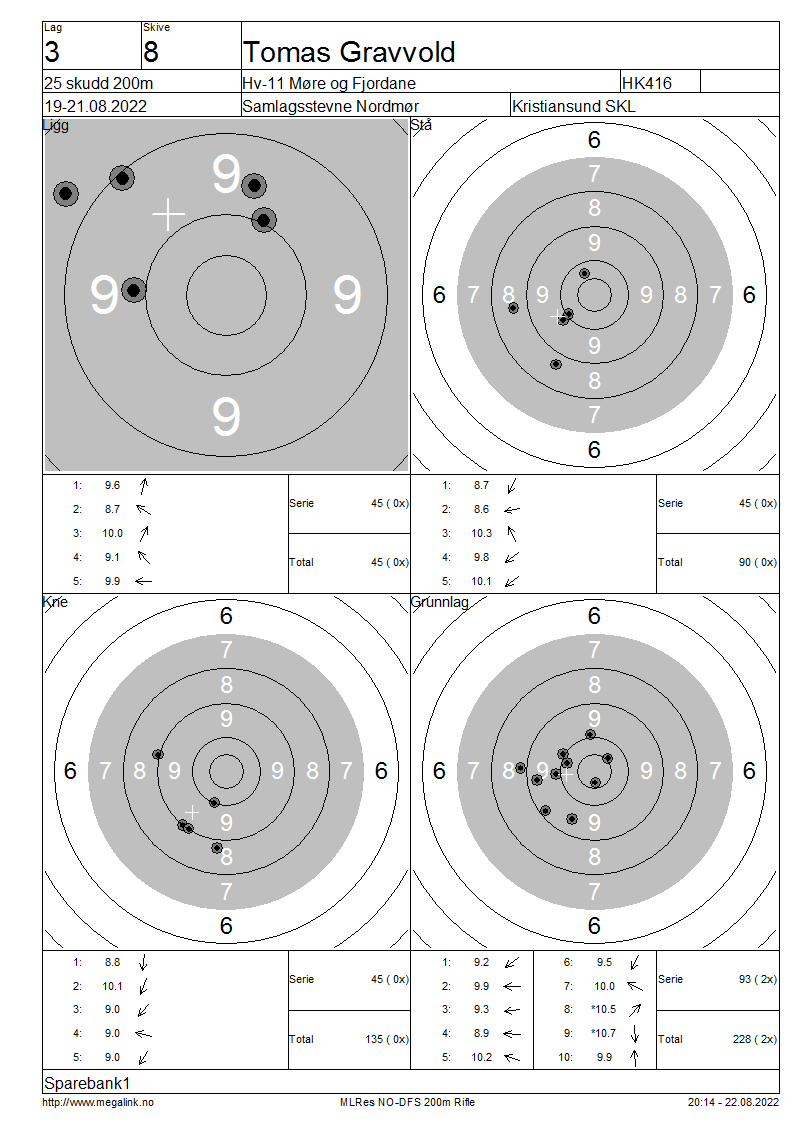 Lag Skive
3 8 Tomas Gravvold
25 skudd 200m Hv-11 Møre og Fjordane HK416
19-21.08.2022 Samlagsstevne Nordmør Kristiansund SKL
Ligg
9
9 9
9
Stå
6
7
8
9
6 7 8 9 9 8 7 6
9
8
7
6
1: 9.6
2: 8.7
3: 10.0
4: 9.1
5: 9.9
Serie 45 ( 0x)
Total 45 ( 0x)
1: 8.7
2: 8.6
3: 10.3
4: 9.8
5: 10.1
Serie 45 ( 0x)
Total 90 ( 0x)
Kne
6
7
8
9
6 7 8 9 9 8 7 6
9
8
7
6
Grunnlag
6
7
8
9
6 7 8 9 9 8 7 6
9
8
7
6
1: 8.8
2: 10.1
3: 9.0
4: 9.0
5: 9.0
Serie 45 ( 0x)
Total 135 ( 0x)
1: 9.2 6: 9.5
2: 9.9 7: 10.0
3: 9.3 8: *10.5
4: 8.9 9: *10.7
5: 10.2 10: 9.9
Serie 93 ( 2x)
Total 228 ( 2x)
Sparebank1
http://www.megalink.no MLRes NO-DFS 200m Rifle 20:14 - 22.08.2022